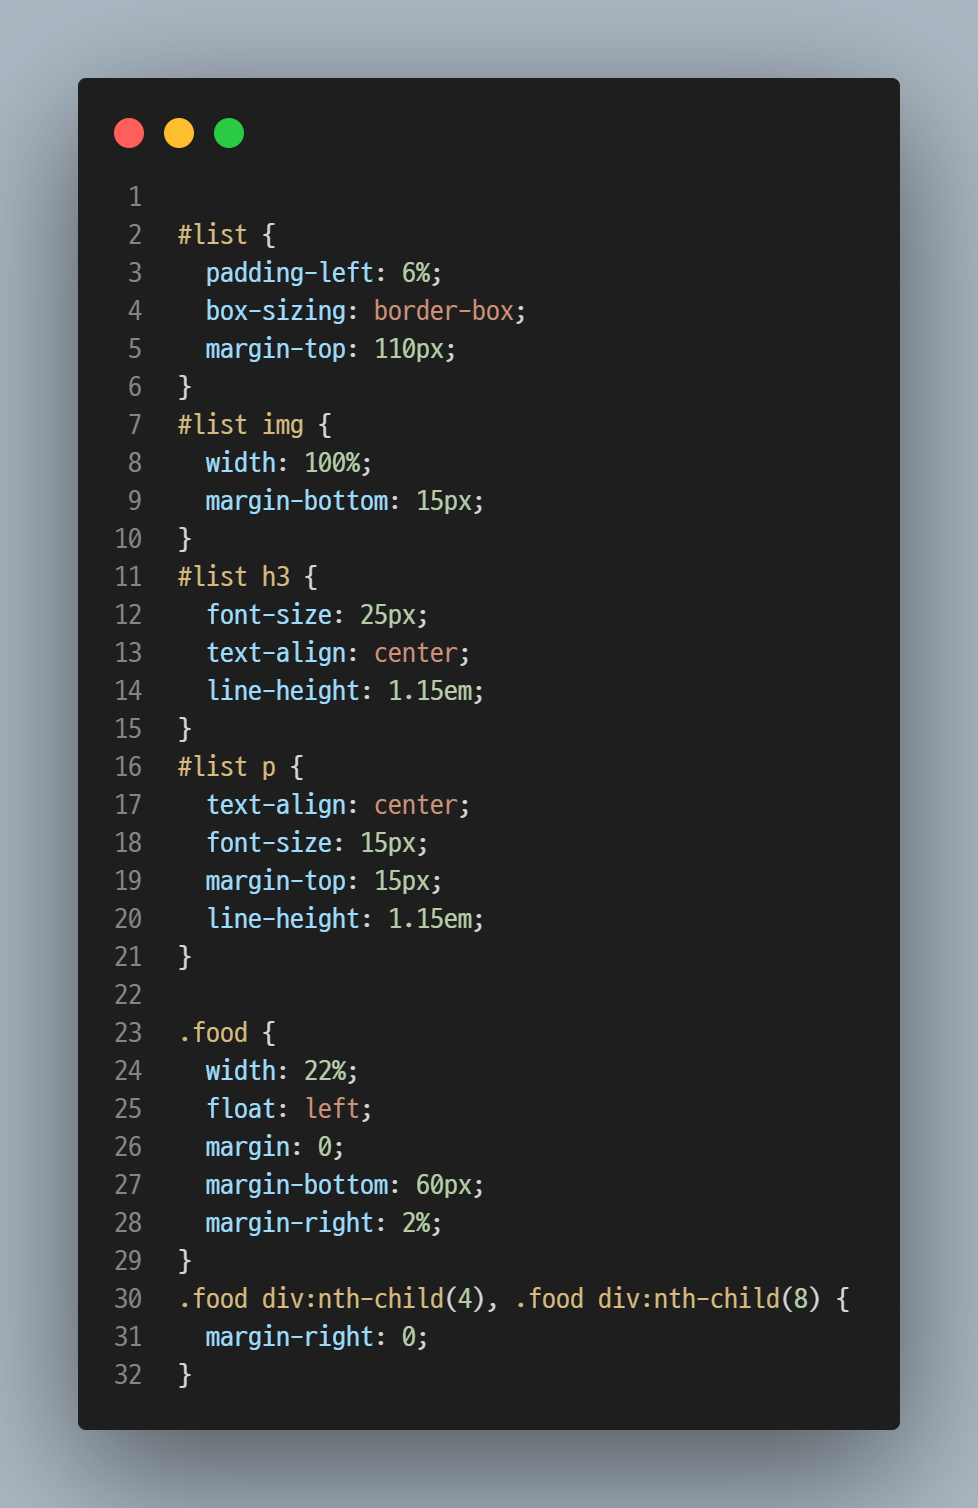 1
2 #list {
3   padding-left: 6%;
4   box-sizing: border-box;
5   margin-top: 110px;
6 }
7 #list img {
8   width: 100%;
9   margin-bottom: 15px;
10 }
11 #list h3 {
12   font-size: 25px;
13   text-align: center;
14   line-height: 1.15em;
15 }
16 #list p {
17   text-align: center;
18   font-size: 15px;
19   margin-top: 15px;
20   line-height: 1.15em;
21 }
22
23 .food {
24   width: 22%;
25   float: left;
26   margin: 0;
27   margin-bottom: 60px;
28   margin-right: 2%;
29 }
30 .food div:nth-child(4), .food div:nth-child(8) {
31   margin-right: 0;
32 }